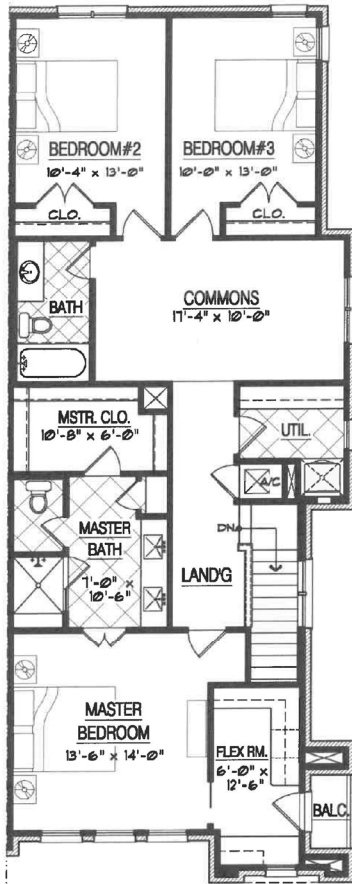 BEDROOM#2
10'-4" x 13'-0"
BEDROOM#3
10'-0" x 13'-0"
CLO.
CLO.
BATH
COMMONS
17'-4" x 10'-0"
MSTR. CLO.
10'-8" x 6'-0"
UTIL.
A/C
MASTER
BATH
7'-0" x
10'-6"
DN.
LAND'G
MASTER
BEDROOM
13'-6" x 14'-0"
FLEX RM.
6'-0" x
12'-6"
BALC.